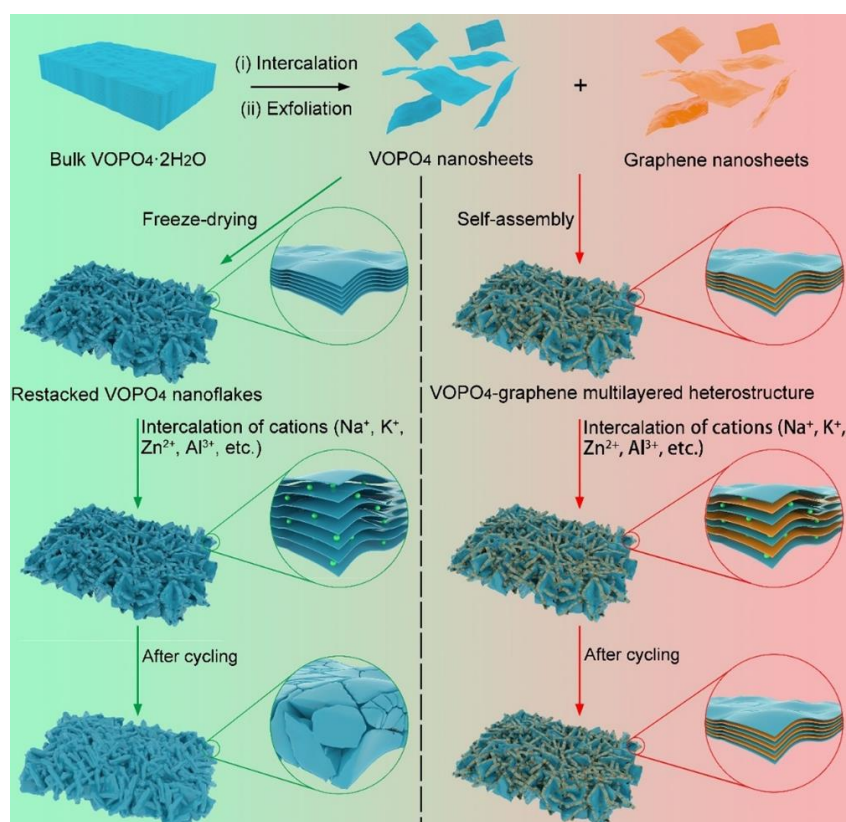 (i) Intercalation
(ii) Exfoliation
+
Bulk VOPO₄·2H₂O
VOPO₄ nanosheets
Graphene nanosheets
Freeze-drying
Self-assembly
Restacked VOPO₄ nanoflakes
VOPO₄-graphene multilayered heterostructure
Intercalation of cations (Na⁺, K⁺,
Zn²⁺, Al³⁺, etc.)
Intercalation of cations (Na⁺, K⁺,
Zn²⁺, Al³⁺, etc.)
After cycling
After cycling